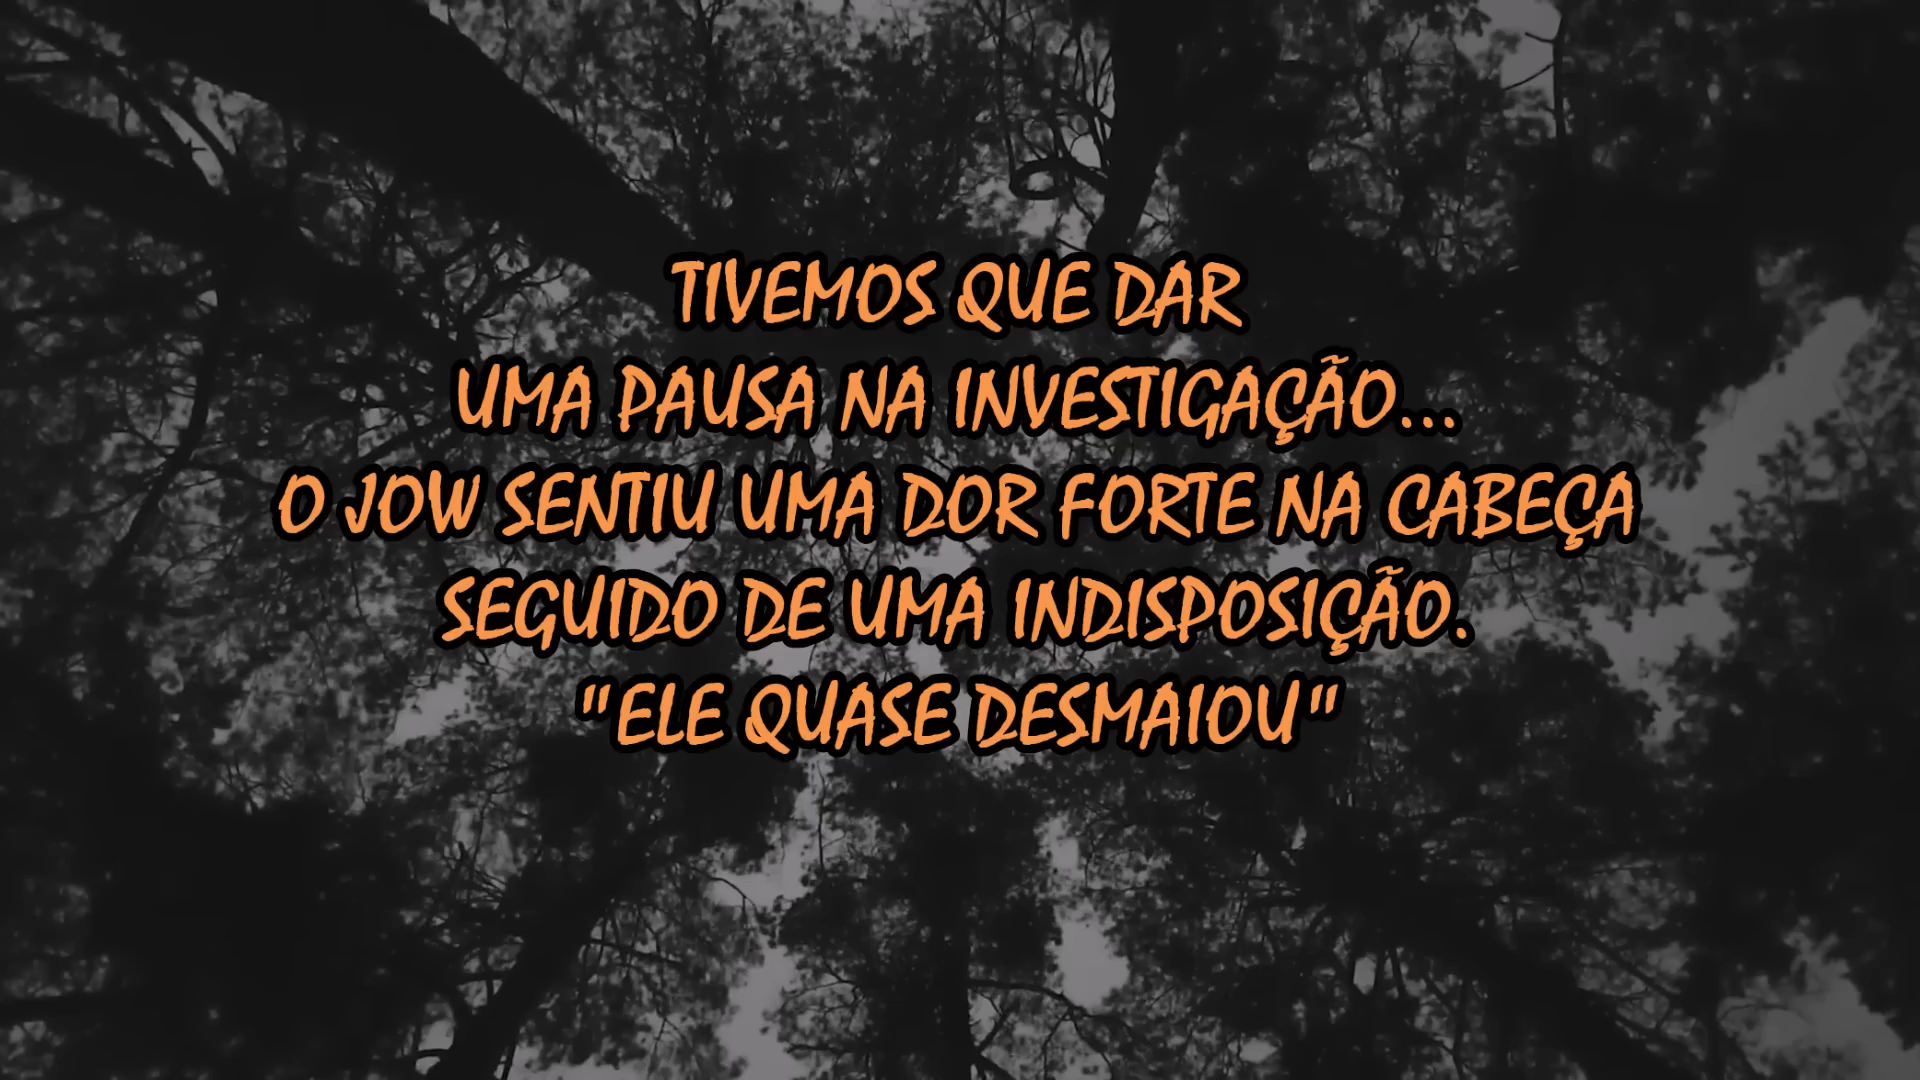 TIVEMOS QUE DAR
UMA PAUSA NA INVESTIGAÇÃO...
O JOW SENTIU UMA DOR FORTE NA CABEÇA
SEGUIDO DE UMA INDISPOSIÇÃO.
"ELE QUASE DESMAIOU"